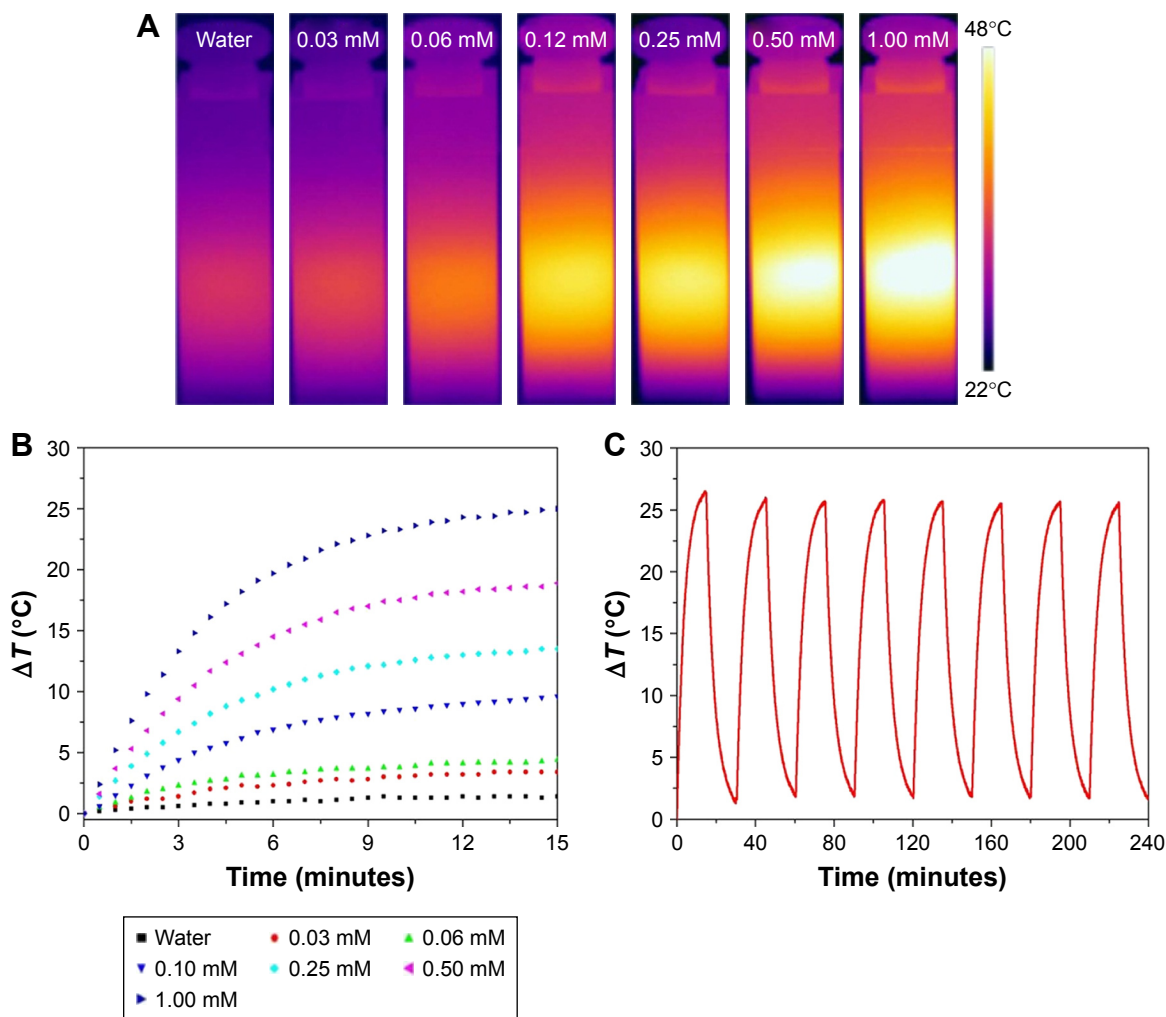 A
Water 0.03 mM 0.06 mM 0.12 mM 0.25 mM 0.50 mM 1.00 mM
48°C
22°C
B
30
25
20
15
10
5
0
ΔT (°C)
0 3 6 9 12 15
Time (minutes)
Water 0.03 mM 0.06 mM
0.10 mM 0.25 mM 0.50 mM
1.00 mM
C
30
25
20
15
10
5
0
ΔT (°C)
0 40 80 120 160 200 240
Time (minutes)